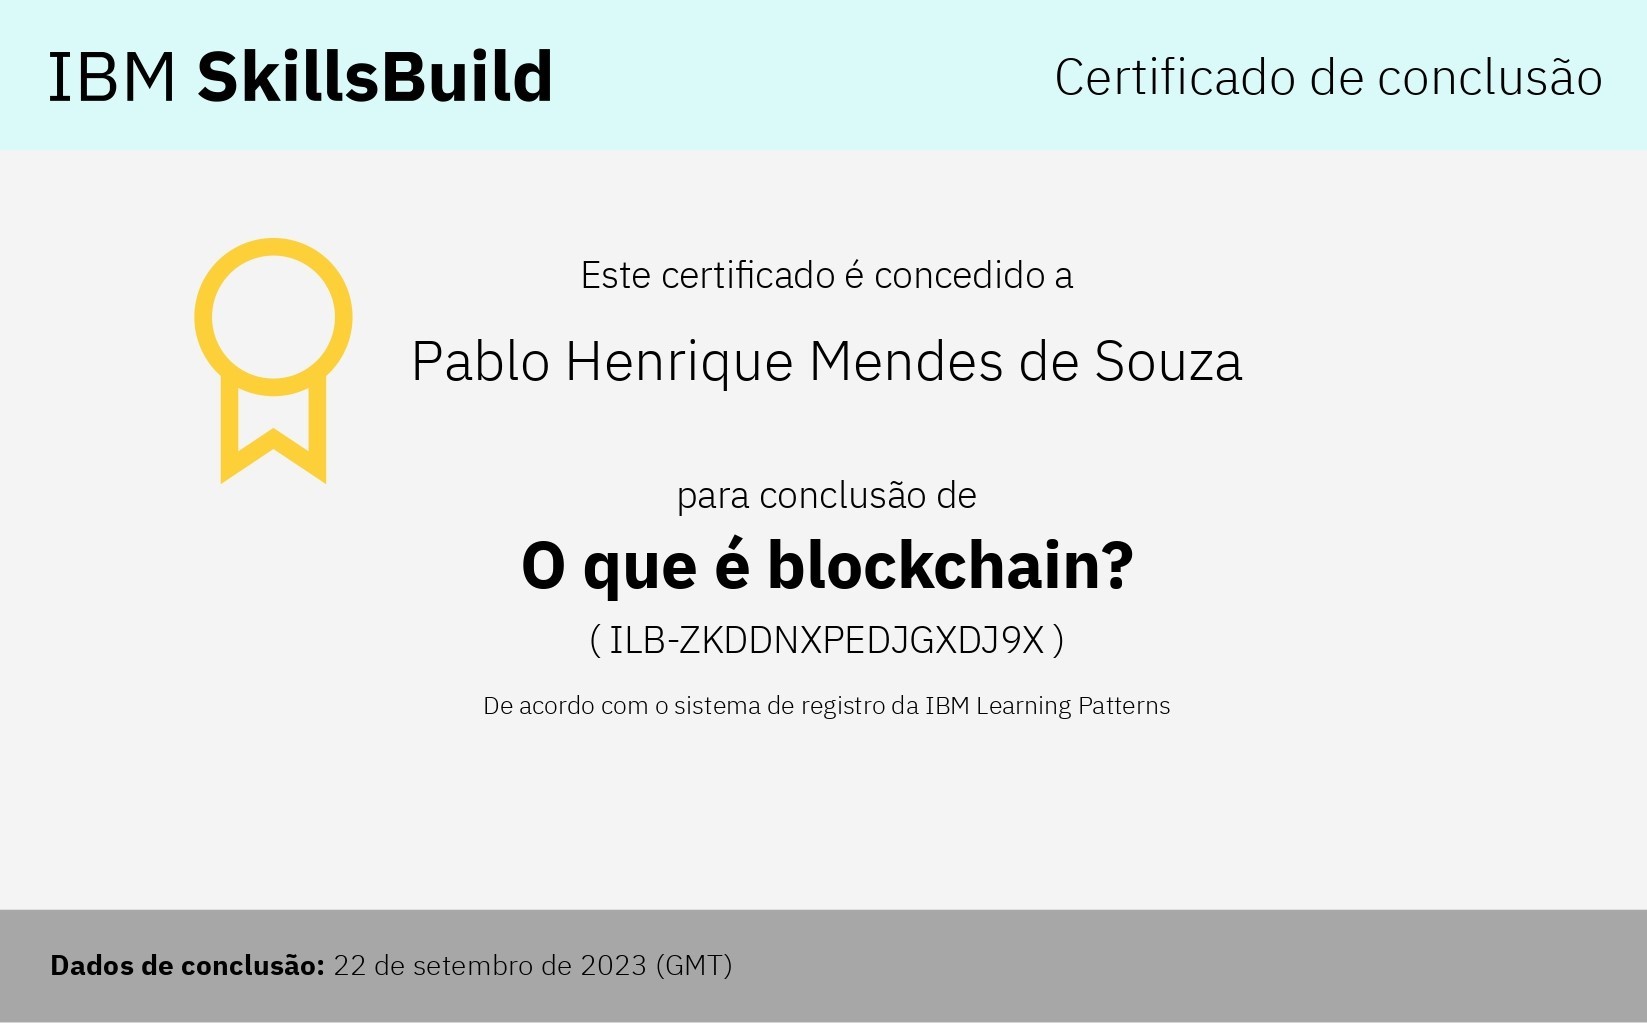 IBM SkillsBuild
Certificado de conclusão
Este certificado é concedido a
Pablo Henrique Mendes de Souza
para conclusão de
O que é blockchain?
( ILB-ZKDDNXPEDJGXDJ9X )
De acordo com o sistema de registro da IBM Learning Patterns
Dados de conclusão: 22 de setembro de 2023 (GMT)